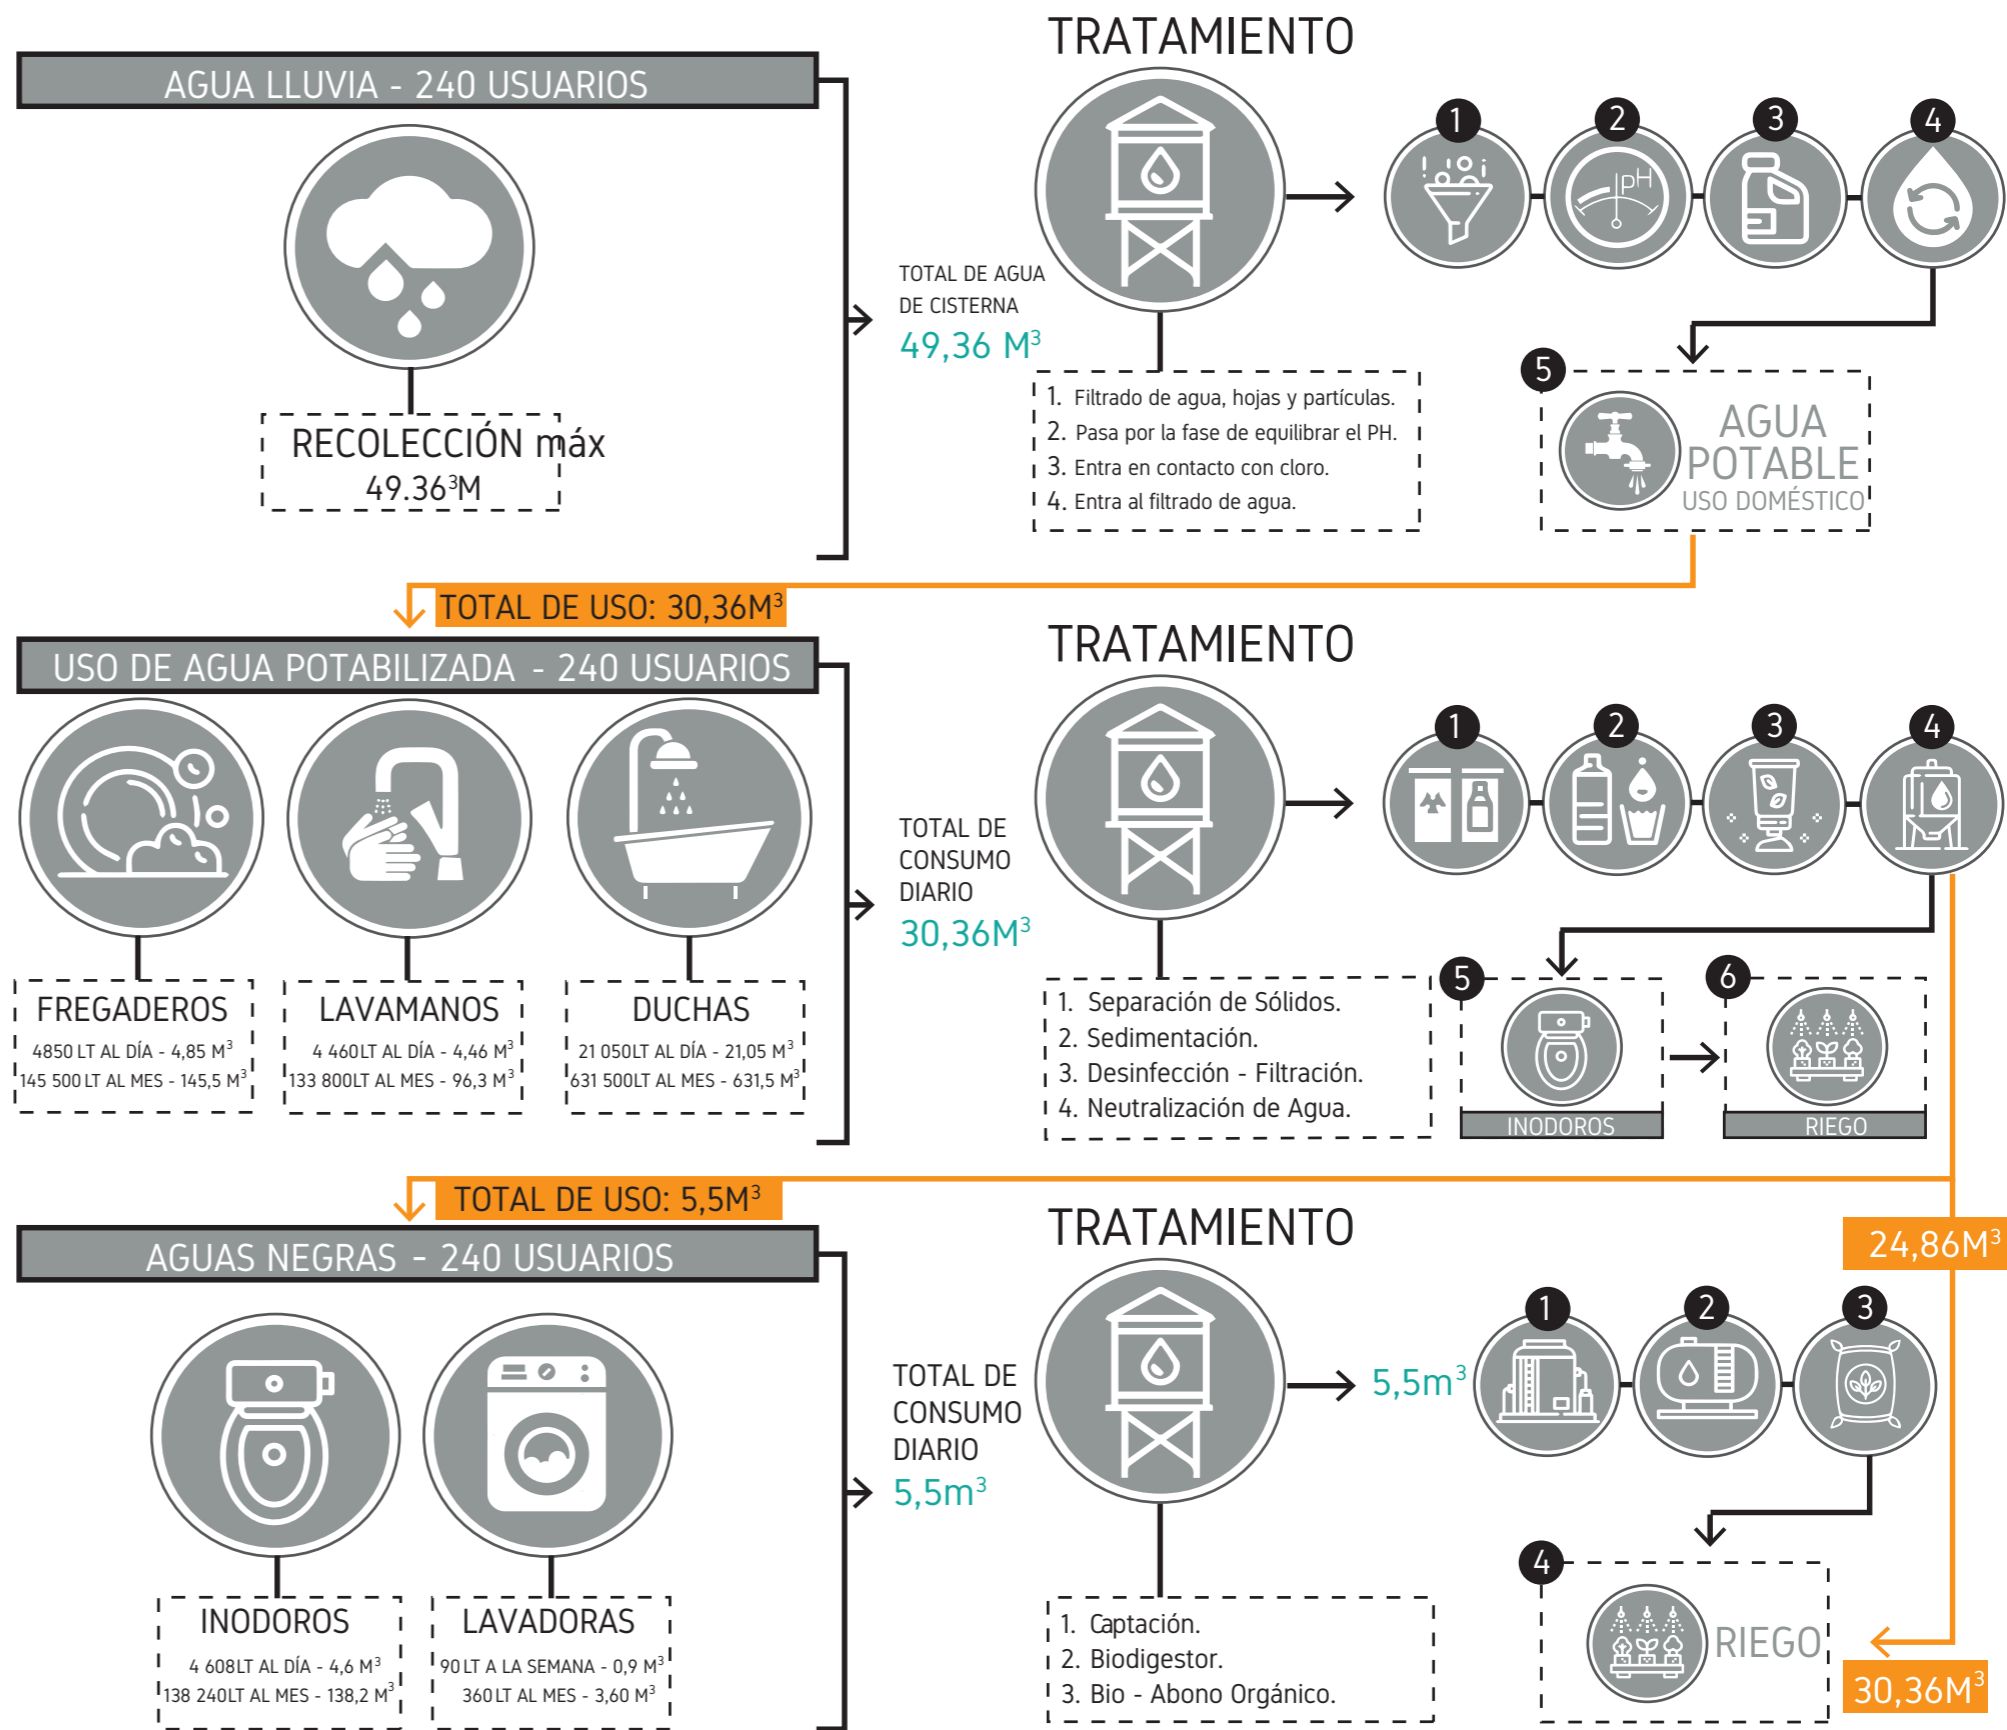 TRATAMIENTO
AGUA LLUVIA - 240 USUARIOS
1
2
3
4
pH
TOTAL DE AGUA
DE CISTERNA
49,36 M³
RECOLECCIÓN máx
49.36³M
1. Filtrado de agua, hojas y partículas.
2. Pasa por la fase de equilibrar el PH.
3. Entra en contacto con cloro.
4. Entra al filtrado de agua.
5
AGUA
POTABLE
USO DOMÉSTICO
TOTAL DE USO: 30,36M³
USO DE AGUA POTABILIZADA - 240 USUARIOS
TRATAMIENTO
1
2
3
4
TOTAL DE
CONSUMO
DIARIO
30,36M³
FREGADEROS
4850 LT AL DÍA - 4,85 M³
145 500 LT AL MES - 145,5 M³
LAVAMANOS
4 460LT AL DÍA - 4,46 M³
133 800LT AL MES - 96,3 M³
DUCHAS
21 050LT AL DÍA - 21,05 M³
631 500LT AL MES - 631,5 M³
1. Separación de Sólidos.
2. Sedimentación.
3. Desinfección - Filtración.
4. Neutralización de Agua.
5
INODOROS
6
RIEGO
TOTAL DE USO: 5,5M³
AGUAS NEGRAS - 240 USUARIOS
TRATAMIENTO
24,86M³
1
2
3
TOTAL DE
CONSUMO
DIARIO
5,5m³
5,5m³
INODOROS
4 608LT AL DÍA - 4,6 M³
138 240LT AL MES - 138,2 M³
LAVADORAS
90 LT A LA SEMANA - 0,9 M³
360 LT AL MES - 3,60 M³
1. Captación.
2. Biodigestor.
3. Bio - Abono Orgánico.
4
RIEGO
30,36M³